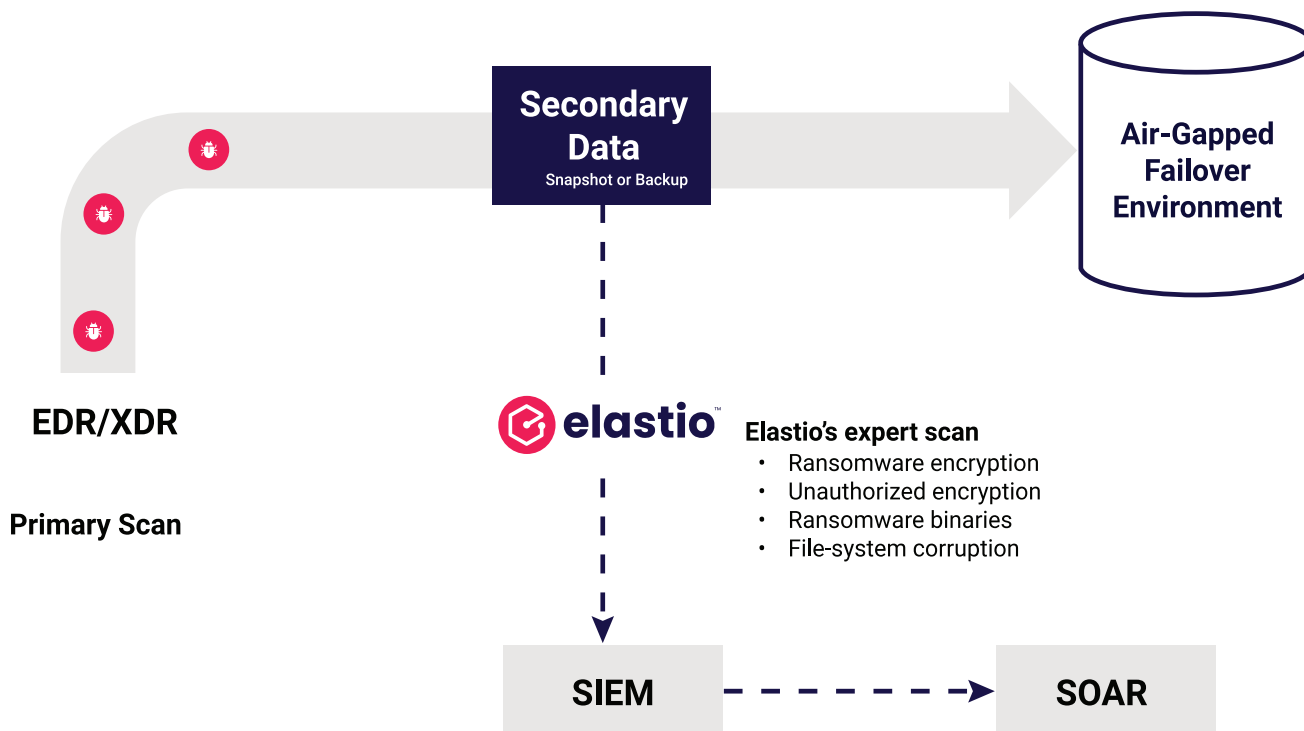 Secondary
Data
Snapshot or Backup
Air-Gapped
Failover
Environment
EDR/XDR
Primary Scan
elastio™
Elastio’s expert scan
• Ransomware encryption
• Unauthorized encryption
• Ransomware binaries
• File-system corruption
SIEM
SOAR